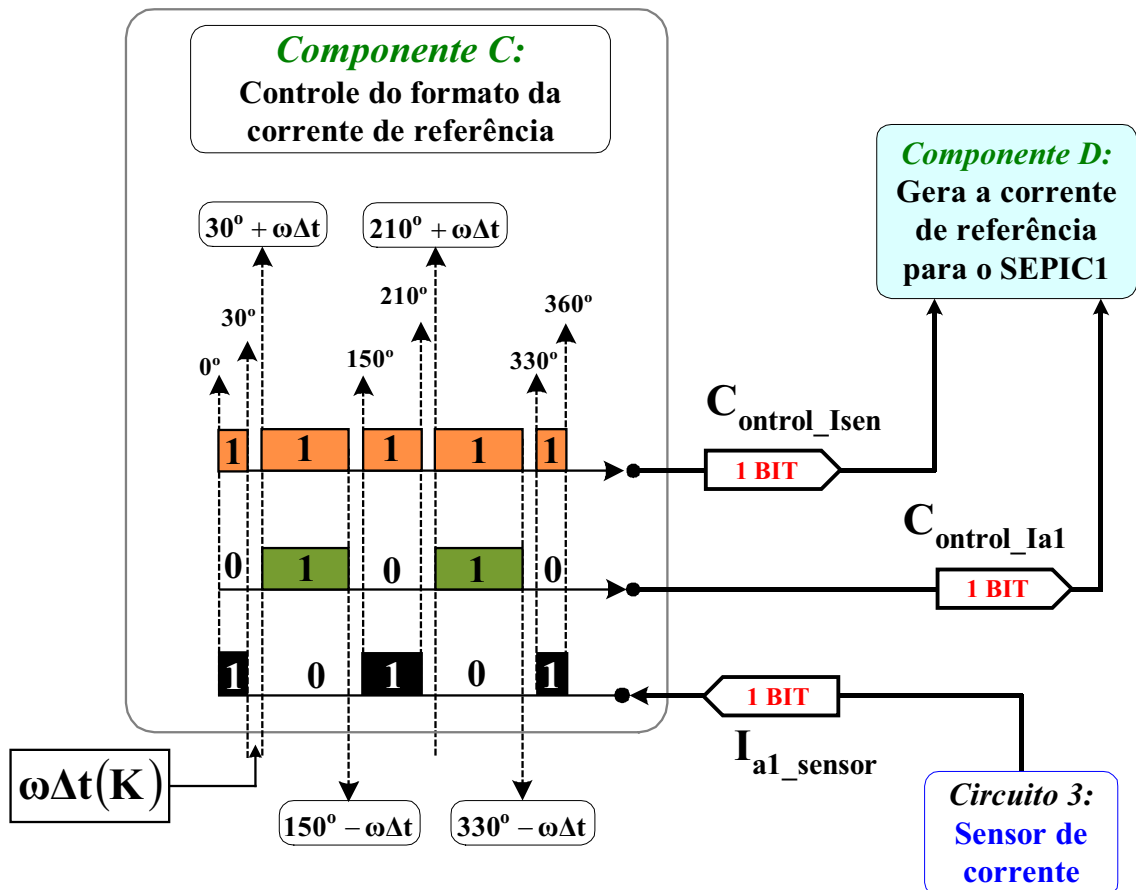 Componente C:
Controle do formato da
corrente de referência
Componente D:
Gera a corrente
de referência
para o SEPIC1
30º + ωΔt
210º + ωΔt
0º
30º
150º
210º
330º
360º
1 1 1 1 1
Control_Isen
1 BIT
0 1 0 1 0
Control_Ia1
1 BIT
1 0 1 0 1
1 BIT
Ia1_sensor
ωΔt(K)
150º − ωΔt
330º − ωΔt
Circuito 3:
Sensor de
corrente